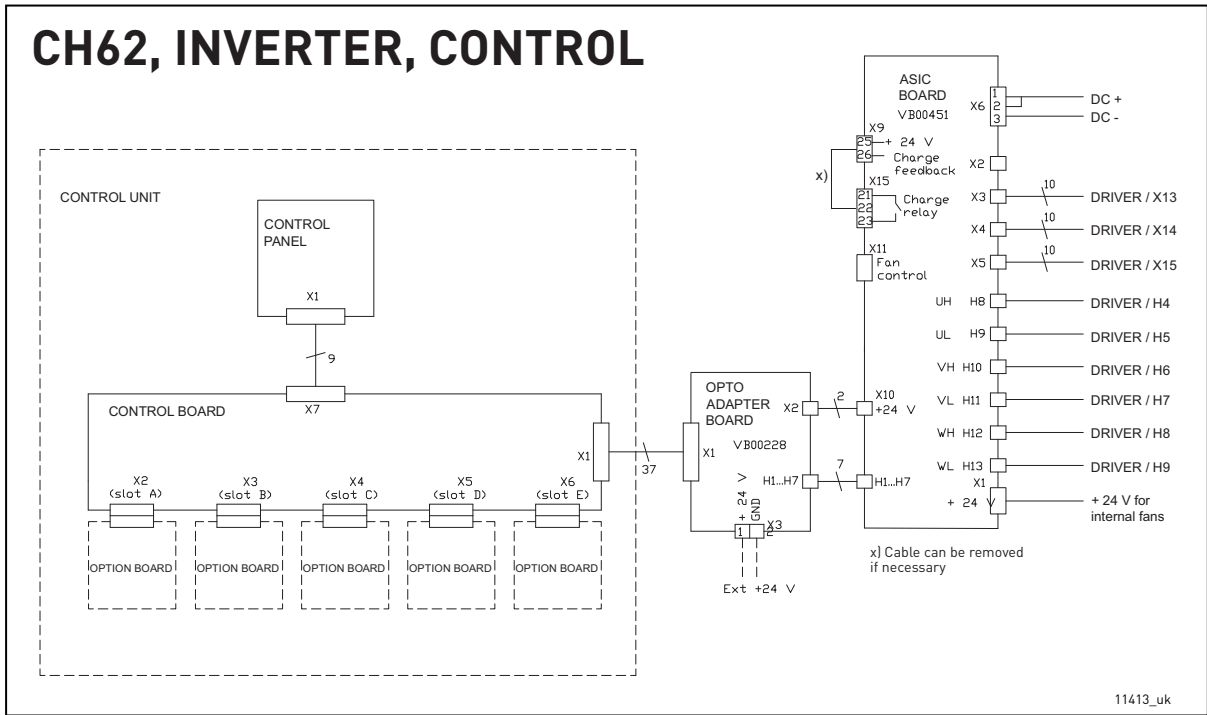 CH62, INVERTER, CONTROL
CONTROL UNIT
CONTROL
PANEL
X1
9
X7
CONTROL BOARD
X1
37
X2
(slot A)
X3
(slot B)
X4
(slot C)
X5
(slot D)
X6
(slot E)
OPTION BOARD
OPTION BOARD
OPTION BOARD
OPTION BOARD
OPTION BOARD
OPTO
ADAPTER
BOARD
VB00228
X1
X2
2
H1...H7
7
+ 24 V
GND
X3
1
2
Ext +24 V
ASIC
BOARD
VB00451
X6
1
2
3
DC +
DC -
X9
25
+ 24 V
26
Charge
feedback
x)
X15
21
22
23
Charge
relay
X11
Fan
control
X10
+24 V
H1...H7
X2
X3
10
DRIVER / X13
X4
10
DRIVER / X14
X5
10
DRIVER / X15
UH H8
DRIVER / H4
UL H9
DRIVER / H5
VH H10
DRIVER / H6
VL H11
DRIVER / H7
WH H12
DRIVER / H8
WL H13
DRIVER / H9
X1
+ 24 V
+ 24 V for
internal fans
x) Cable can be removed
if necessary
11413_uk